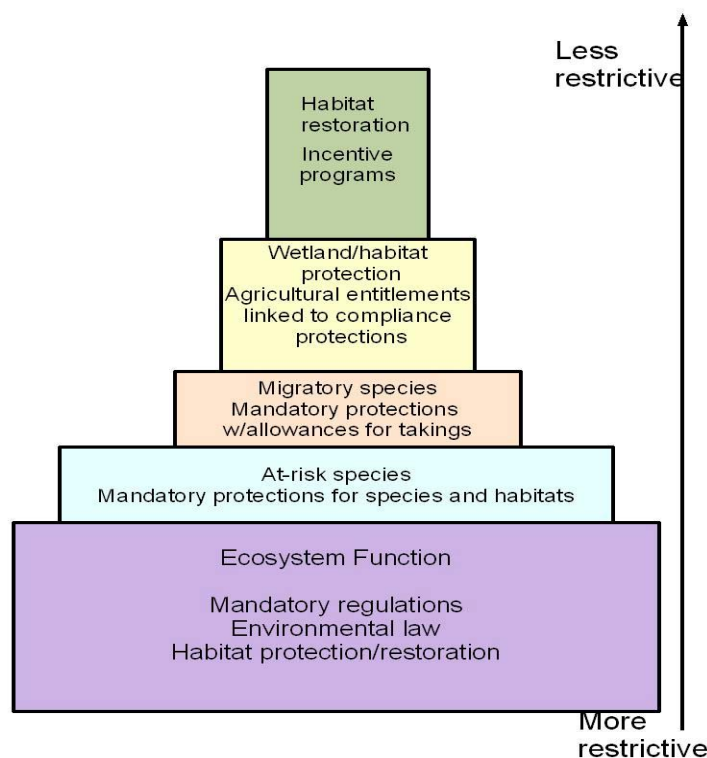 Less
restrictive
Habitat
restoration
Incentive
programs
Wetland/habitat
protection
Agricultural entitlements
linked to compliance
protections
Migratory species
Mandatory protections
w/allowances for takings
At-risk species
Mandatory protections for species and habitats
Ecosystem Function
Mandatory regulations
Environmental law
Habitat protection/restoration
More
restrictive